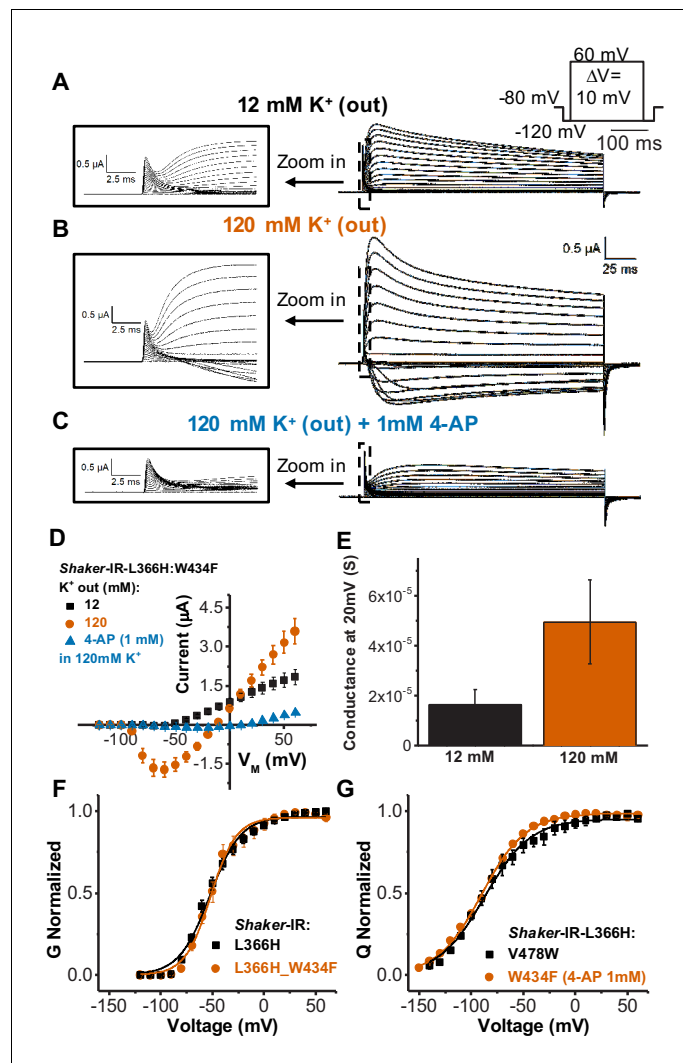 A
12 mM K⁺ (out)
60 mV
ΔV=
10 mV
-80 mV
-120 mV
100 ms
0.5 µA
2.5 ms
Zoom in
B
120 mM K⁺ (out)
0.5 µA
25 ms
0.5 µA
2.5 ms
Zoom in
C
120 mM K⁺ (out) + 1mM 4-AP
0.5 µA
2.5 ms
Zoom in
D
Shaker-IR-L366H:W434F
K⁺ out (mM):
12
120
4-AP (1 mM)
in 120mM K⁺
Current (µA)
4.5
3.0
1.5
-1.5
-100
-50
0
50
V_M (mV)
E
Conductance at 20mV (S)
6x10⁻⁵
4x10⁻⁵
2x10⁻⁵
0
12 mM
120 mM
F
G Normalized
1.0
0.5
0.0
Shaker-IR:
L366H
L366H_W434F
-150
-100
-50
0
50
Voltage (mV)
G
Q Normalized
1.0
0.5
0.0
Shaker-IR-L366H:
V478W
W434F (4-AP 1mM)
-150
-100
-50
0
50
Voltage (mV)